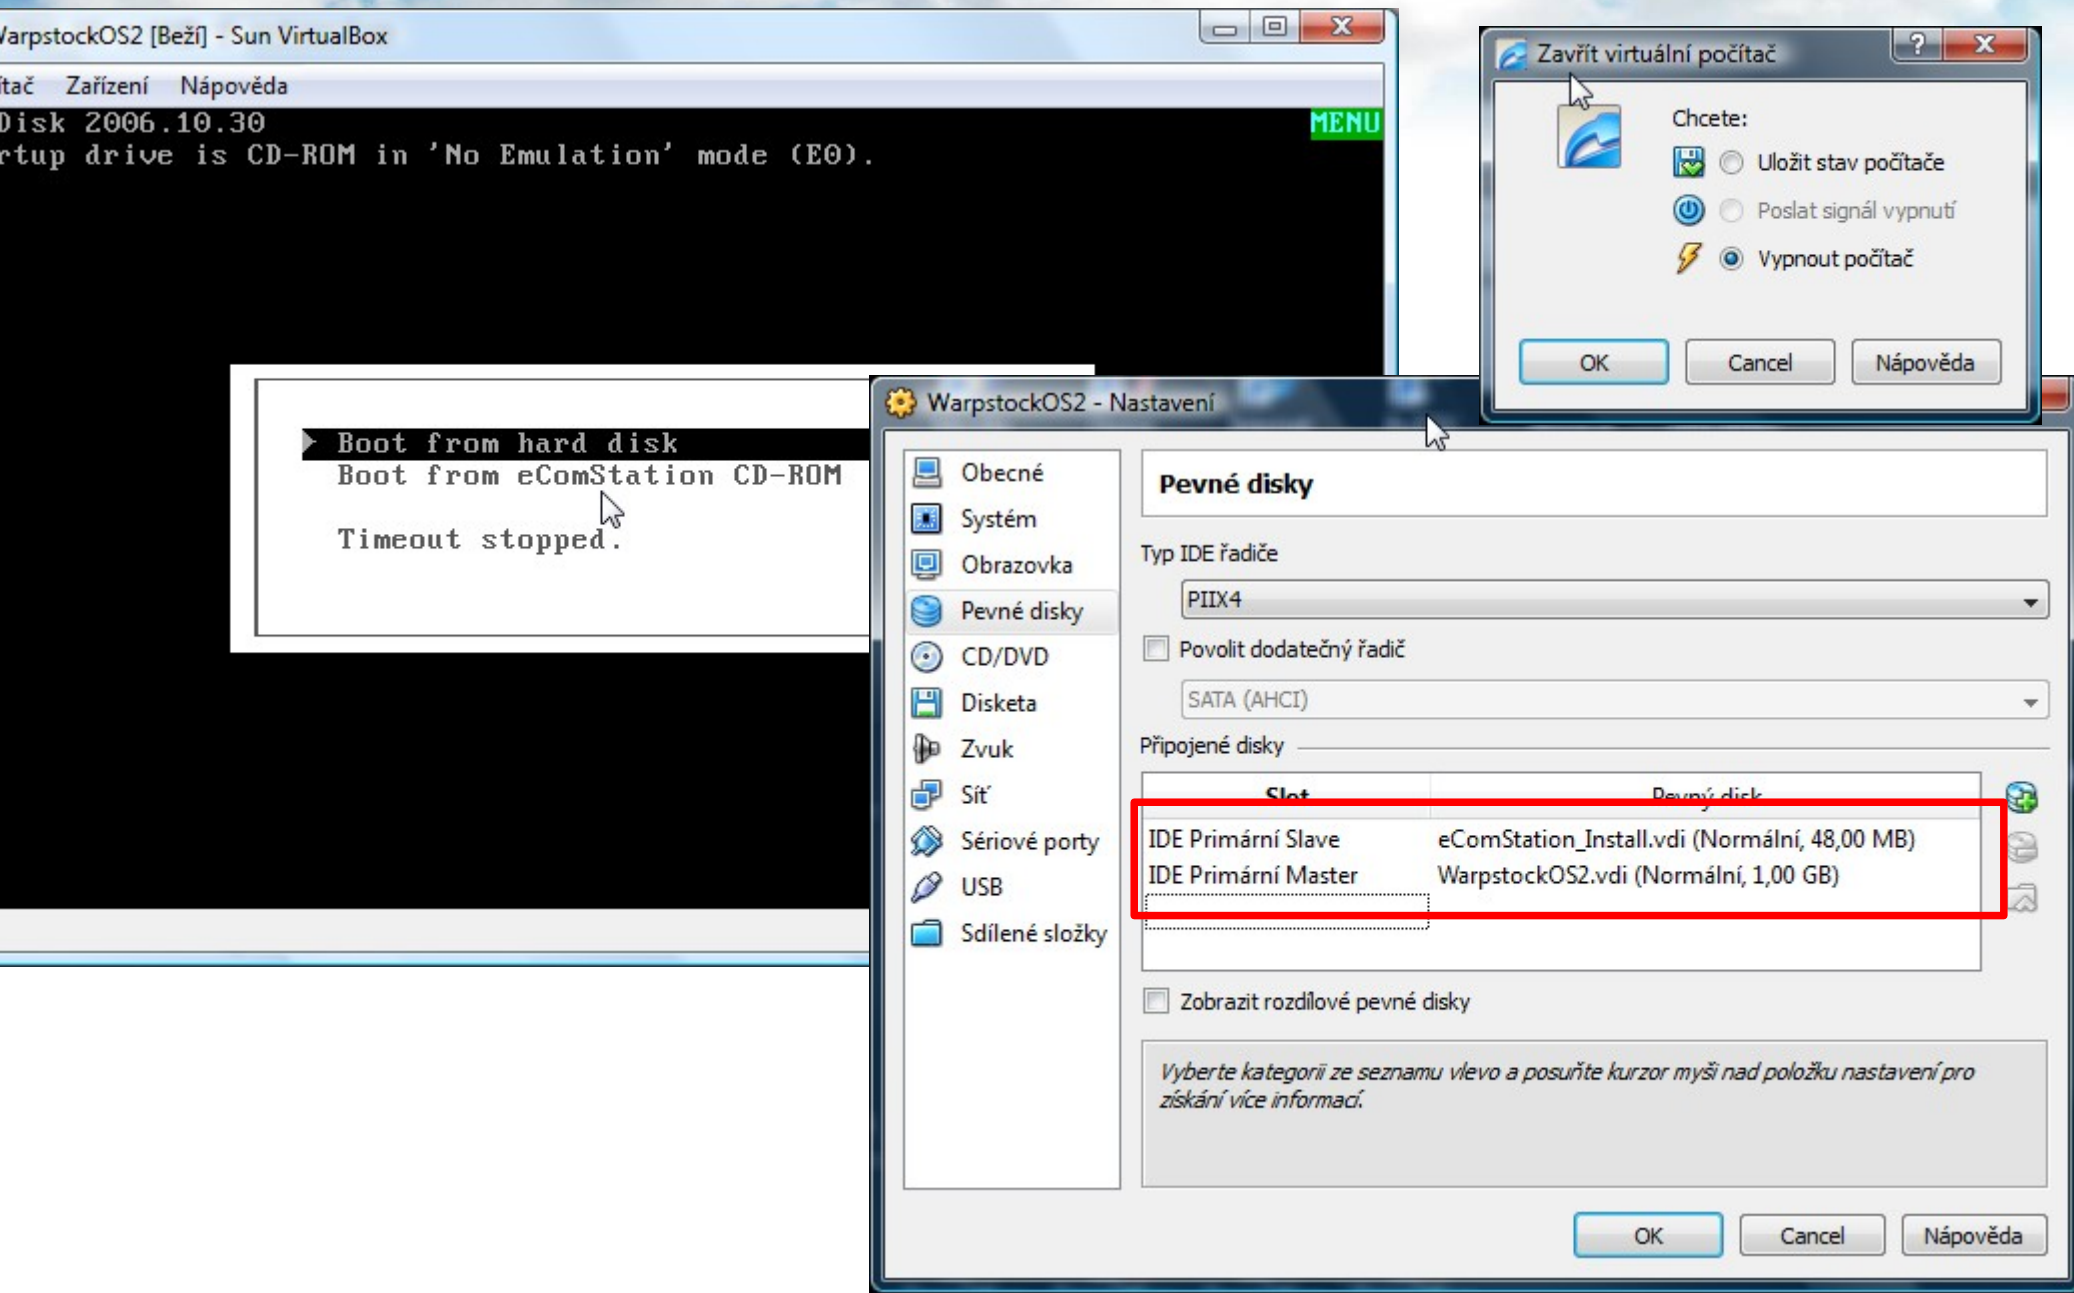 WarpstockOS2 [Beží] - Sun VirtualBox
Zařízení Nápověda
Disk 2006.10.30
MENU
drive is CD-ROM in 'No Emulation' mode (E0).
Boot from hard disk
Boot from eComStation CD-ROM
Timeout stopped.
Zavřít virtuální počítač
Chcete:
Uložit stav počítače
Poslat signál vypnutí
Vypnout počítač
OK Cancel Nápověda
WarpstockOS2 - Nastavení
Obecné
Systém
Obrazovka
Pevné disky
CD/DVD
Disketa
Zvuk
Síť
Sériové porty
USB
Sdílené složky
Pevné disky
Typ IDE řadiče
PIIX4
Povolit dodatečný řadič
SATA (AHCI)
Připojené disky
Slot Pevný disk
IDE Primární Slave eComStation_Install.vdi (Normální, 48,00 MB)
IDE Primární Master WarpstockOS2.vdi (Normální, 1,00 GB)
Zobrazit rozdílové pevné disky
Vyberte kategorii ze seznamu vlevo a posuňte kurzor myši nad položku nastavení pro
získání více informací.
OK Cancel Nápověda